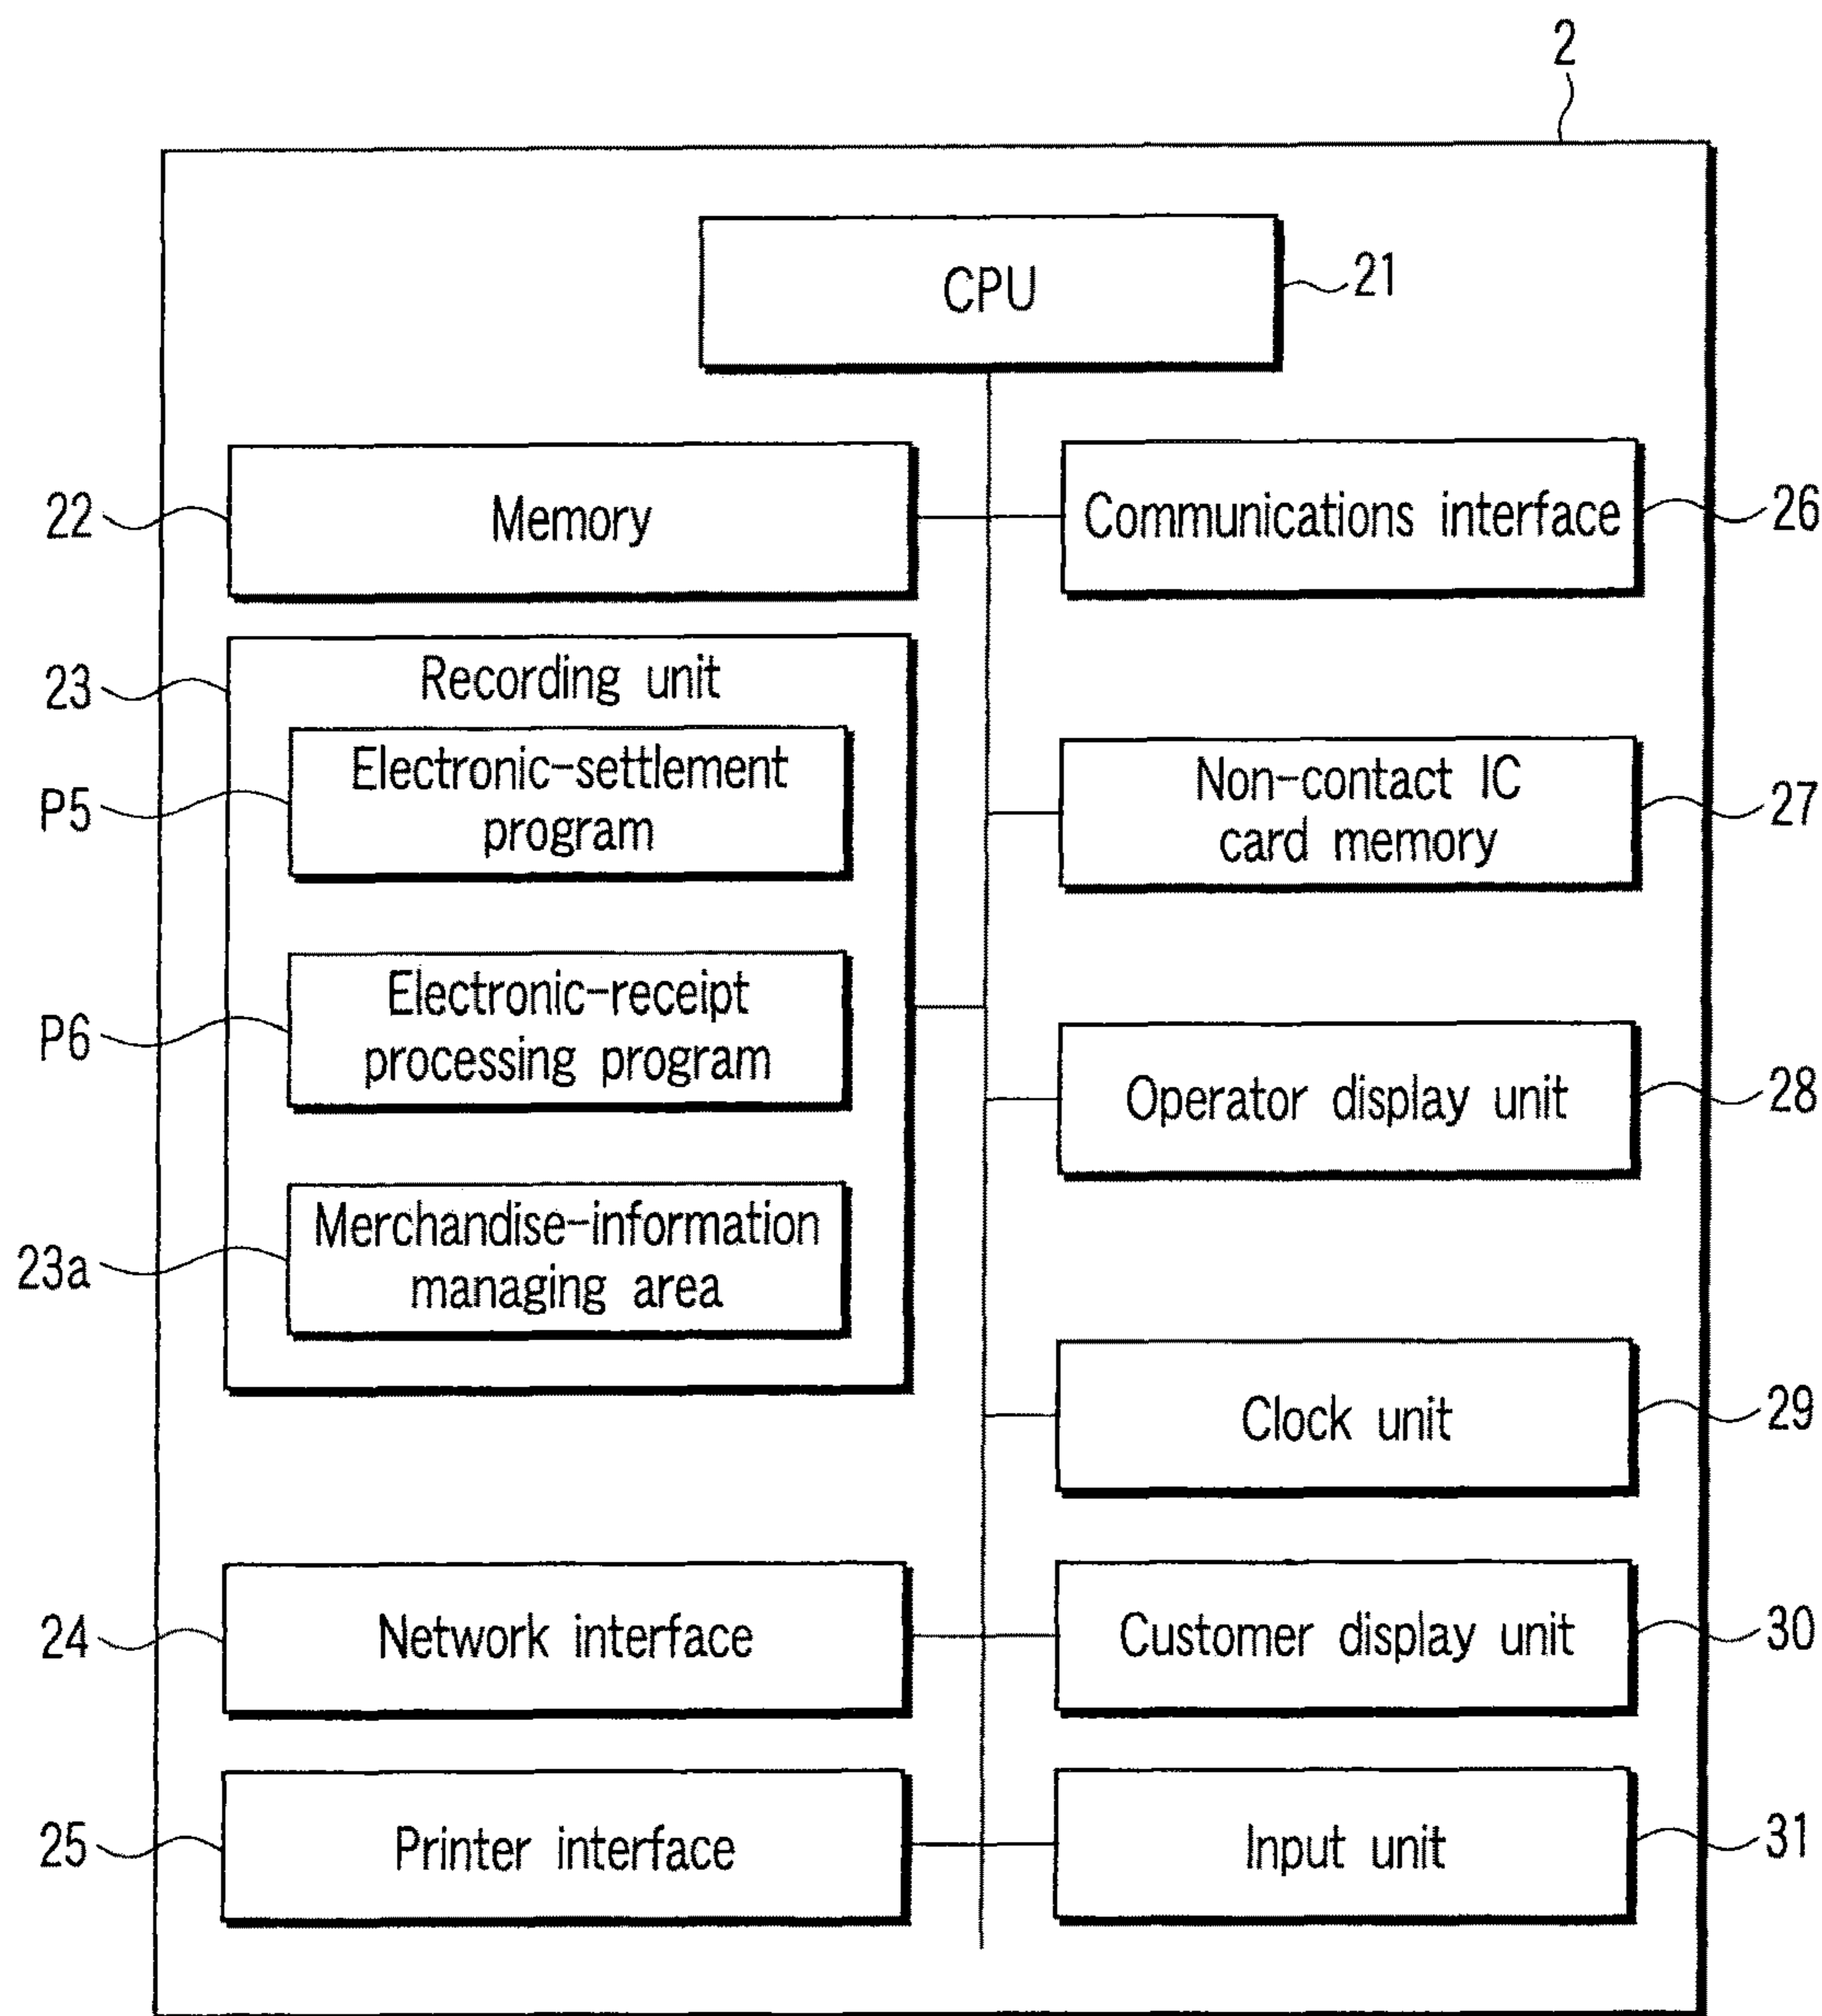 2
CPU
21
22
Memory
Communications interface
26
23
Recording unit
P5
Electronic-settlement
program
Non-contact IC
card memory
27
P6
Electronic-receipt
processing program
Operator display unit
28
23a
Merchandise-information
managing area
Clock unit
29
24
Network interface
Customer display unit
30
25
Printer interface
Input unit
31